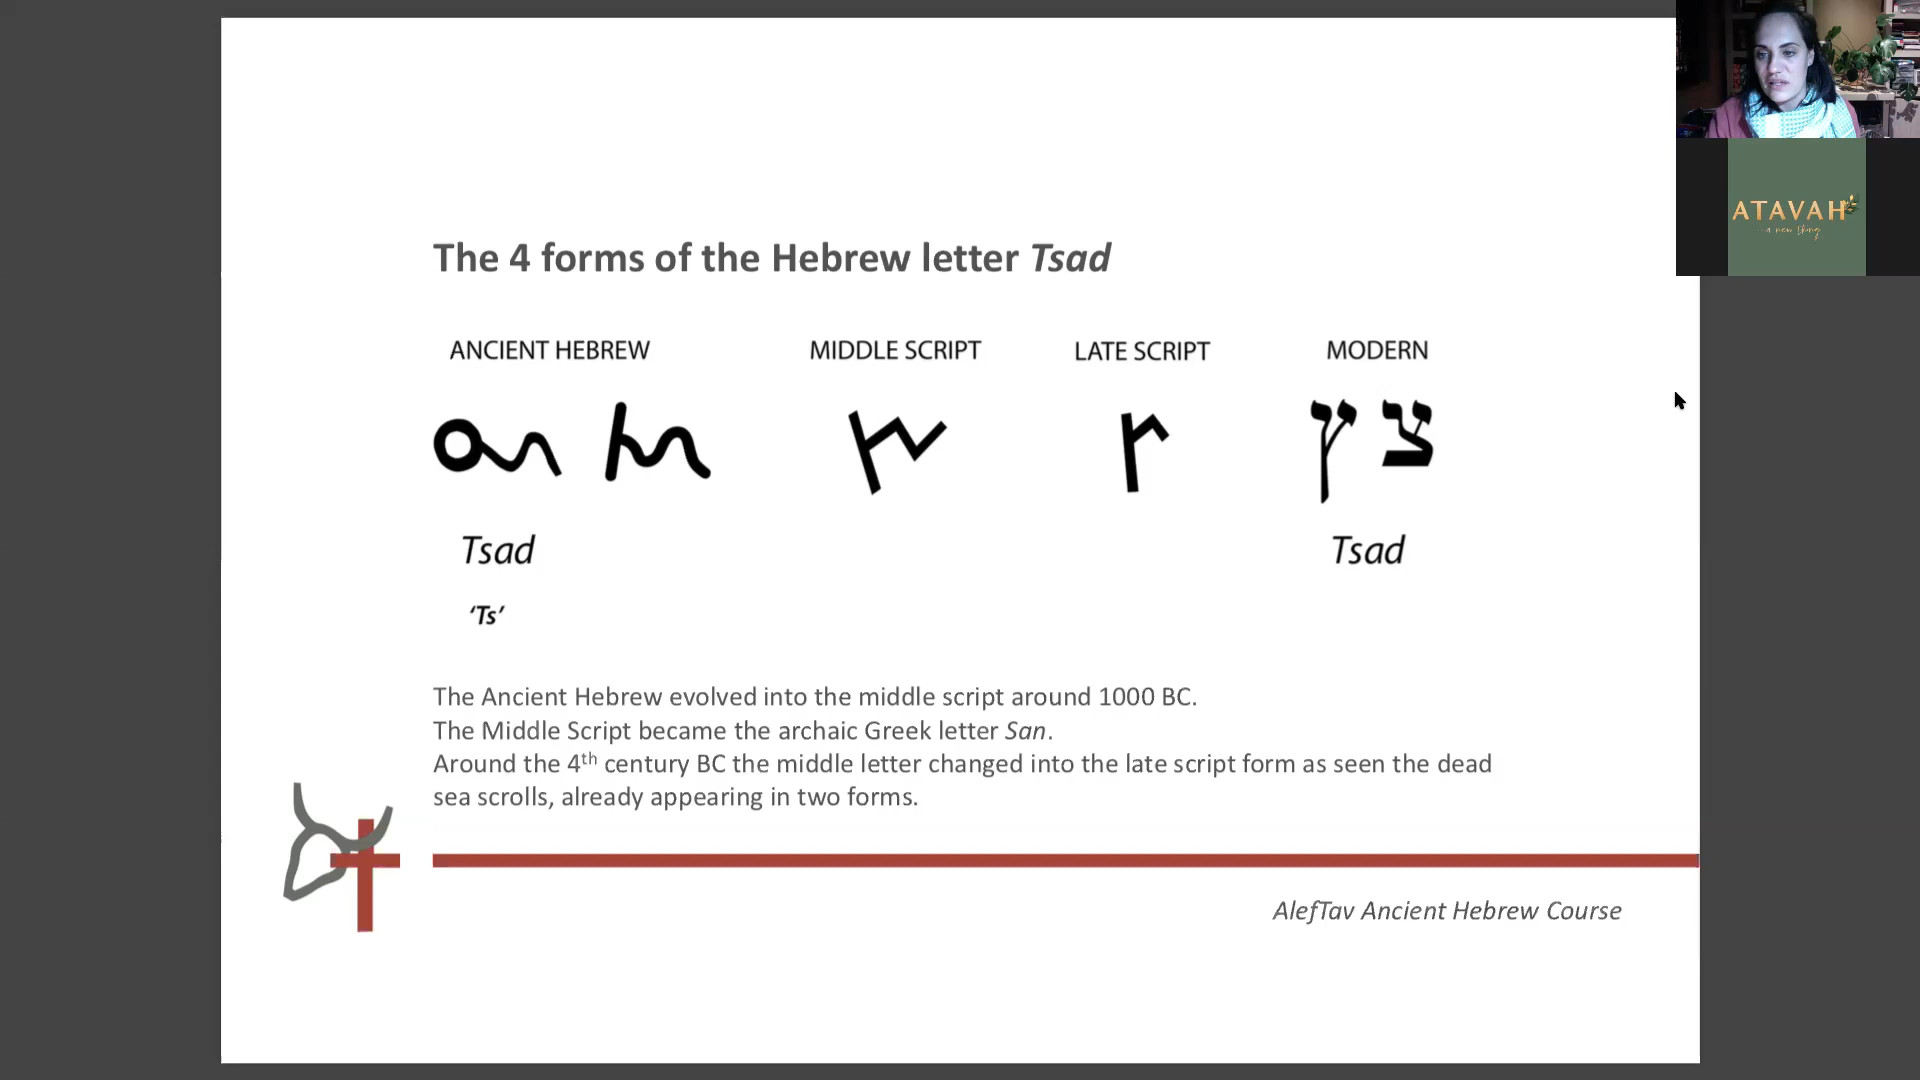 The 4 forms of the Hebrew letter Tsad
ANCIENT HEBREW MIDDLE SCRIPT LATE SCRIPT MODERN
ץ צ
Tsad Tsad
‘Ts’
The Ancient Hebrew evolved into the middle script around 1000 BC.
The Middle Script became the archaic Greek letter San.
Around the 4th century BC the middle letter changed into the late script form as seen the dead
sea scrolls, already appearing in two forms.
AlefTav Ancient Hebrew Course
ATAVAH
a new thing